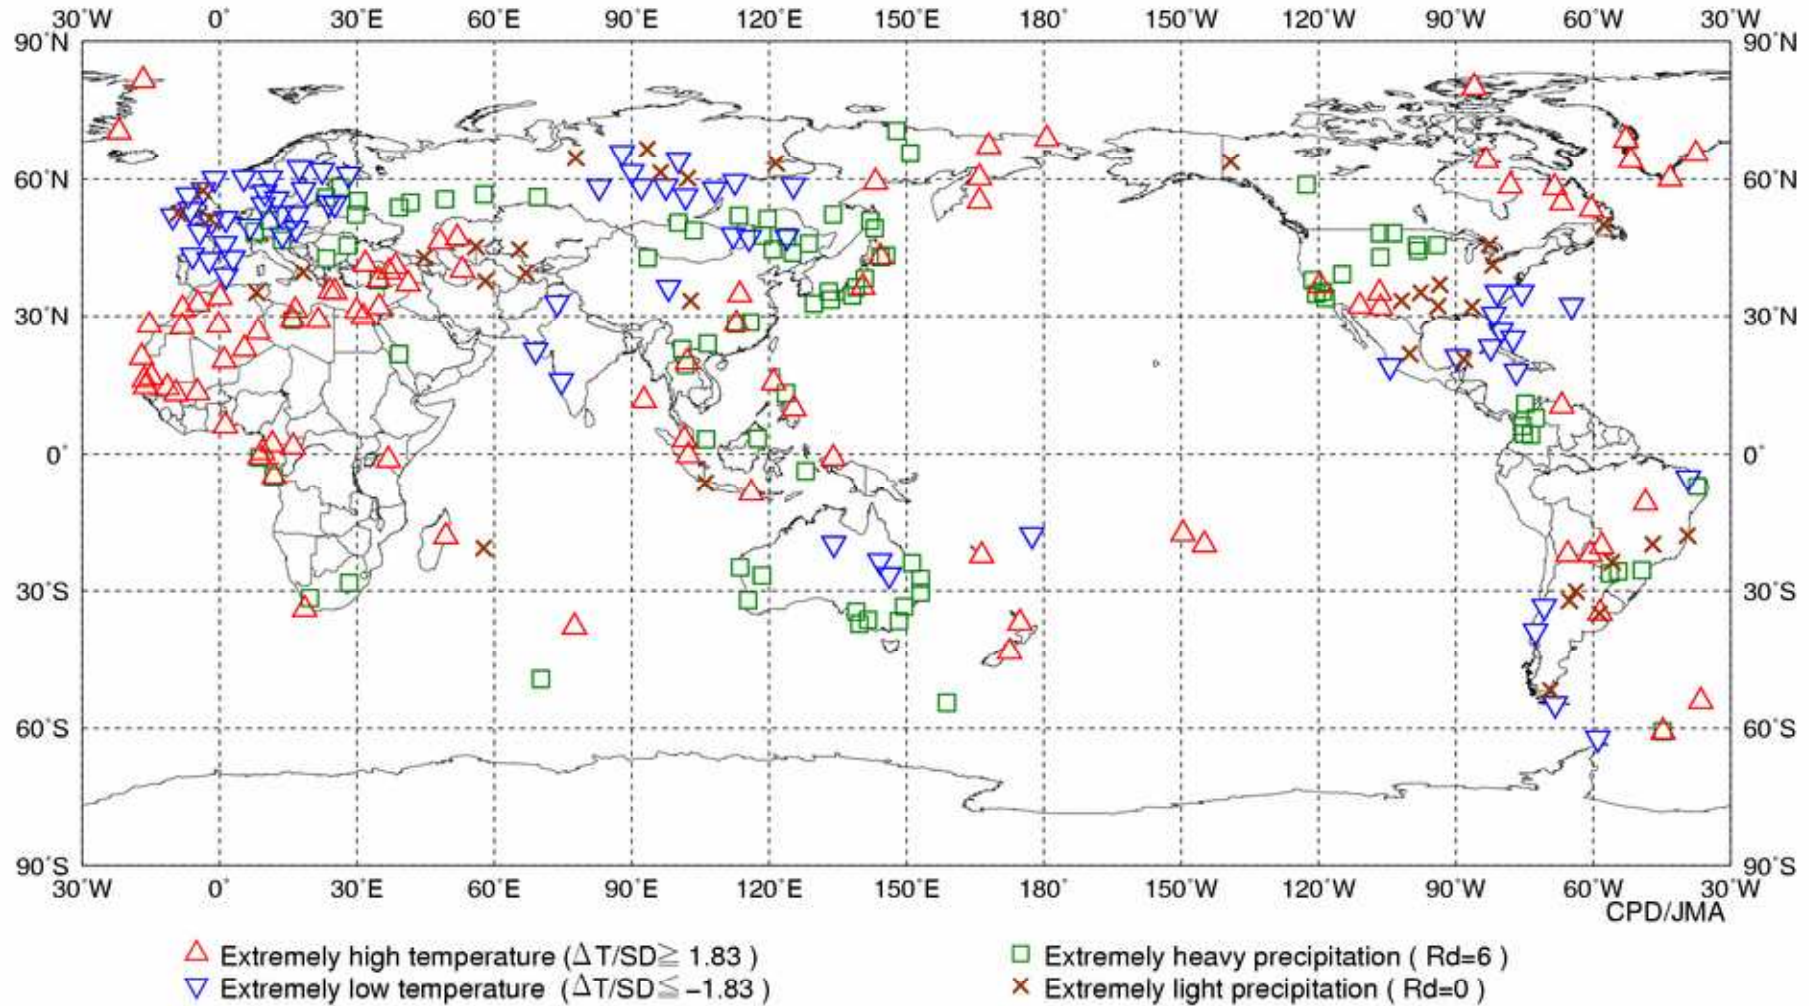 30˚W 0˚ 30˚E 60˚E 90˚E 120˚E 150˚E 180˚ 150˚W 120˚W 90˚W 60˚W 30˚W
90˚N 90˚N
60˚N 60˚N
30˚N 30˚N
0˚ 0˚
30˚S 30˚S
60˚S 60˚S
90˚S 90˚S
30˚W 0˚ 30˚E 60˚E 90˚E 120˚E 150˚E 180˚ 150˚W 120˚W 90˚W 60˚W 30˚W
CPD/JMA
Extremely high temperature (ΔT/SD≧ 1.83 ) Extremely heavy precipitation ( Rd=6 )
Extremely low temperature (ΔT/SD≦ −1.83 ) Extremely light precipitation ( Rd=0 )